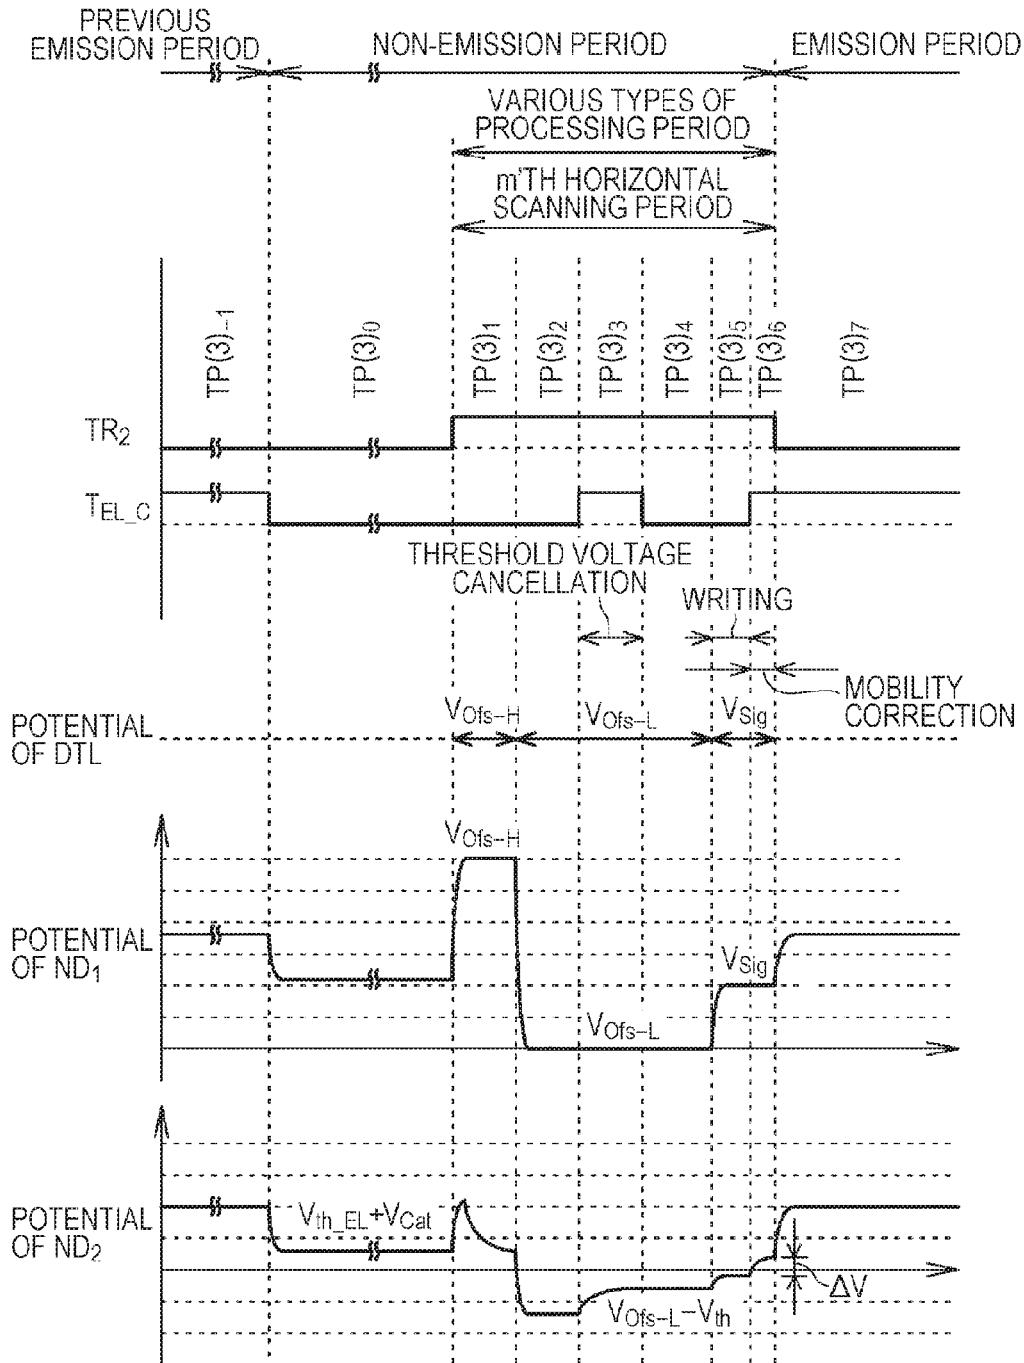 PREVIOUS
EMISSION PERIOD
NON-EMISSION PERIOD
EMISSION PERIOD
VARIOUS TYPES OF
PROCESSING PERIOD
m'TH HORIZONTAL
SCANNING PERIOD
TP(3)-1
TP(3)0
TP(3)1
TP(3)2
TP(3)3
TP(3)4
TP(3)5
TP(3)6
TP(3)7
TR2
TEL_C
THRESHOLD VOLTAGE
CANCELLATION
WRITING
MOBILITY
CORRECTION
POTENTIAL
OF DTL
VOfs-H
VOfs-L
VSig
POTENTIAL
OF ND1
VOfs-H
VOfs-L
VSig
POTENTIAL
OF ND2
Vth_EL+VCat
VOfs-L-Vth
ΔV